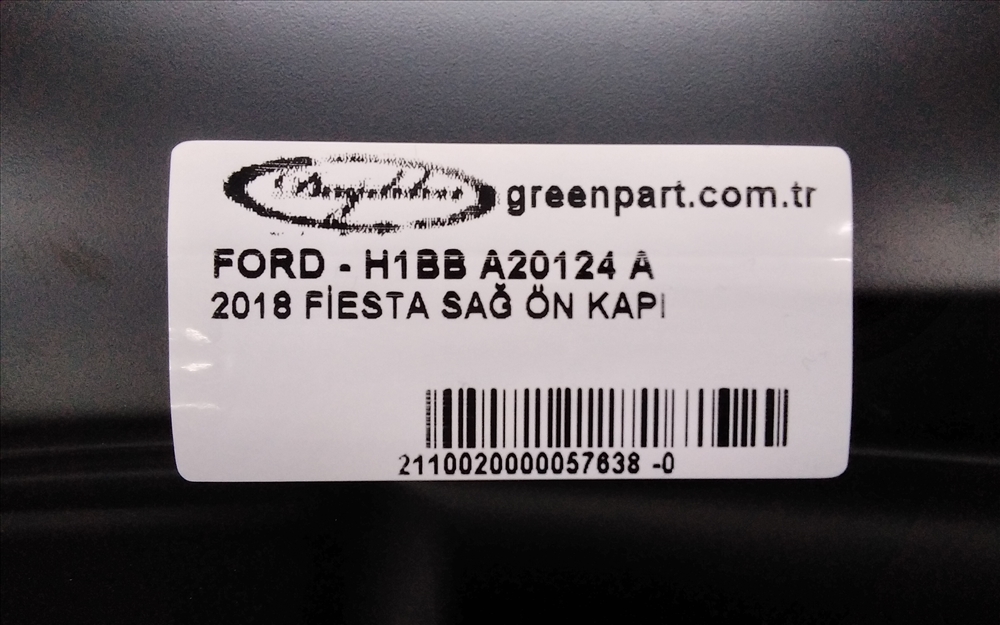 greenpart.com.tr
FORD - H1BB A20124 A
2018 FİESTA SAĞ ÖN KAPI
2110020000057638 -0